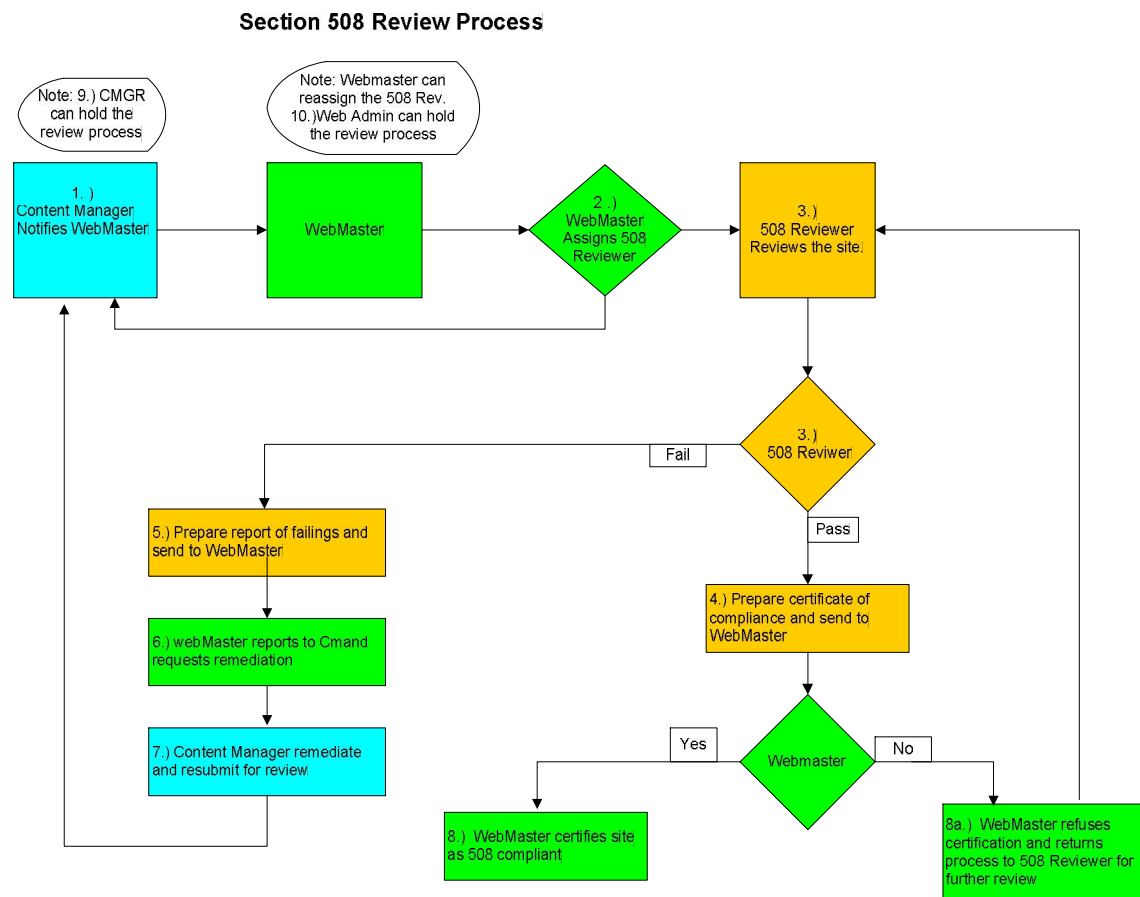 Section 508 Review Process
Note: 9.) CMGR
can hold the
review process
Note: Webmaster can
reassign the 508 Rev.
10.)Web Admin can hold
the review process
1. )
Content Manager
Notifies WebMaster
WebMaster
2 .)
WebMaster
Assigns 508
Reviewer
3.)
508 Reviewer
Reviews the site.
3.)
508 Reviwer
Fail
Pass
5.) Prepare report of failings and
send to WebMaster
4.) Prepare certificate of
compliance and send to
WebMaster
6.) webMaster reports to Cmand
requests remediation
7.) Content Manager remediate
and resubmit for review
Yes
Webmaster
No
8.) WebMaster certifies site
as 508 compliant
8a.) WebMaster refuses
certification and returns
process to 508 Reviewer for
further review